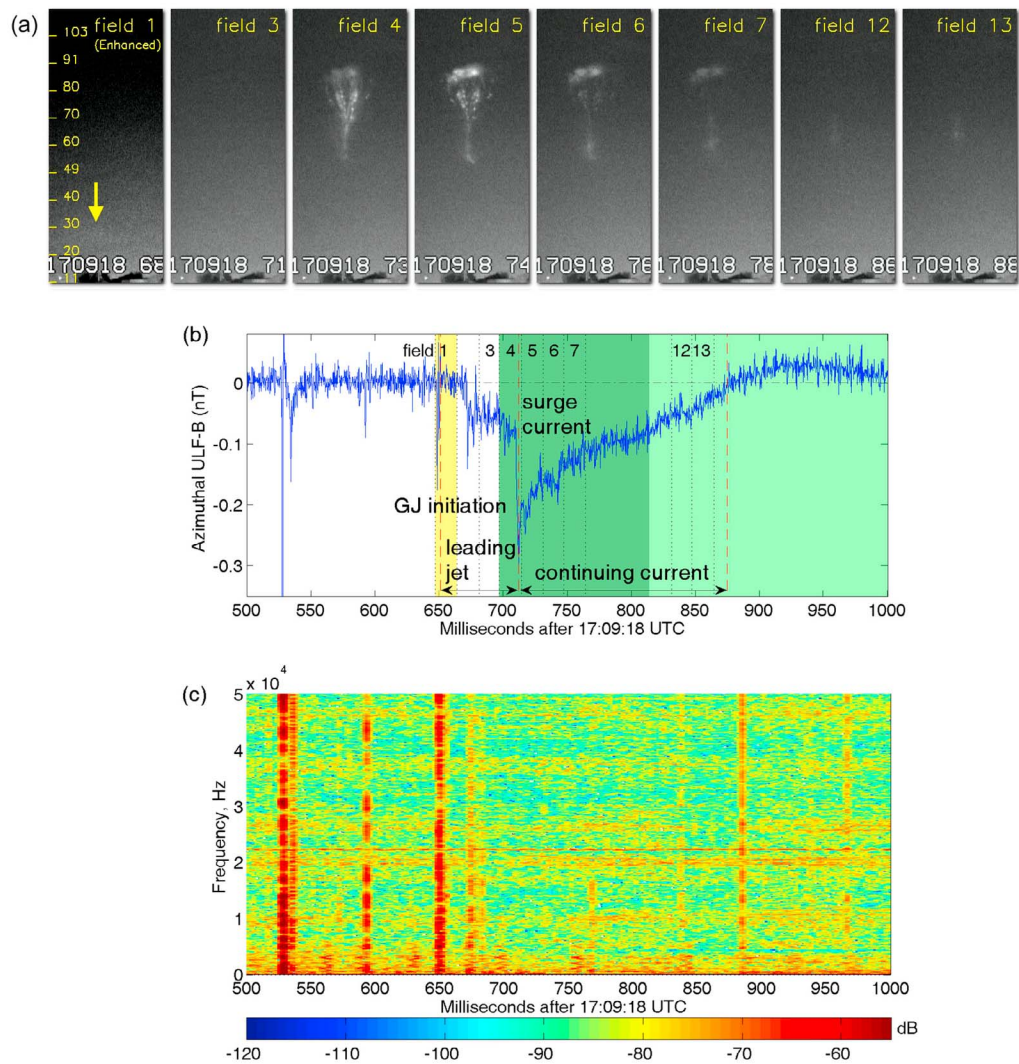 (a)
field 1
(Enhanced)
field 3
field 4
field 5
field 6
field 7
field 12
field 13
103
91
80
70
60
49
40
30
20
11
170918 68
170918 71
170918 73
170918 74
170918 76
170918 78
170918 86
170918 88
(b)
field 1 3 4 5 6 7 12 13
Azimuthal ULF-B (nT)
0
-0.1
-0.2
-0.3
surge
current
GJ initiation
leading
jet
continuing current
500 550 600 650 700 750 800 850 900 950 1000
Milliseconds after 17:09:18 UTC
(c)
x 10^4
Frequency, Hz
5
4
3
2
1
0
500 550 600 650 700 750 800 850 900 950 1000
Milliseconds after 17:09:18 UTC
dB
-120 -110 -100 -90 -80 -70 -60